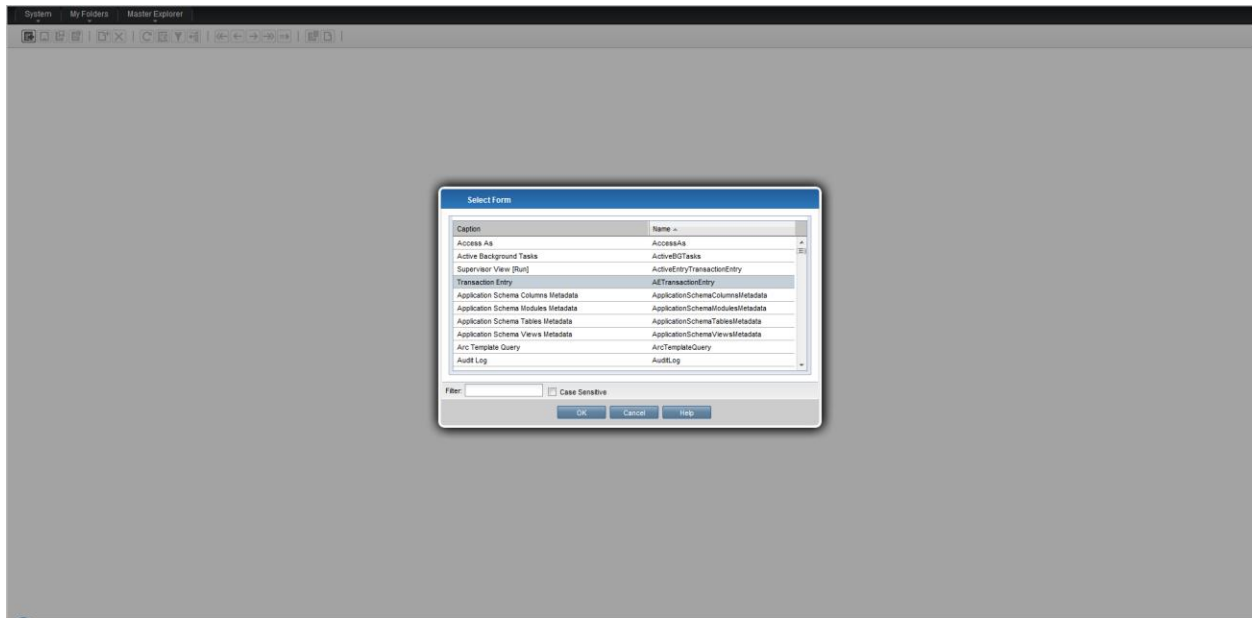 System My Folders Master Explorer
Select Form
Caption Name
Access As AccessAs
Active Background Tasks ActiveBGTasks
Supervisor View [Run] ActiveEntryTransactionEntry
Transaction Entry AETransactionEntry
Application Schema Columns Metadata ApplicationSchemaColumnsMetadata
Application Schema Modules Metadata ApplicationSchemaModulesMetadata
Application Schema Tables Metadata ApplicationSchemaTablesMetadata
Application Schema Views Metadata ApplicationSchemaViewsMetadata
Arc Template Query ArcTemplateQuery
Audit Log AuditLog
Filter: Case Sensitive
OK Cancel Help